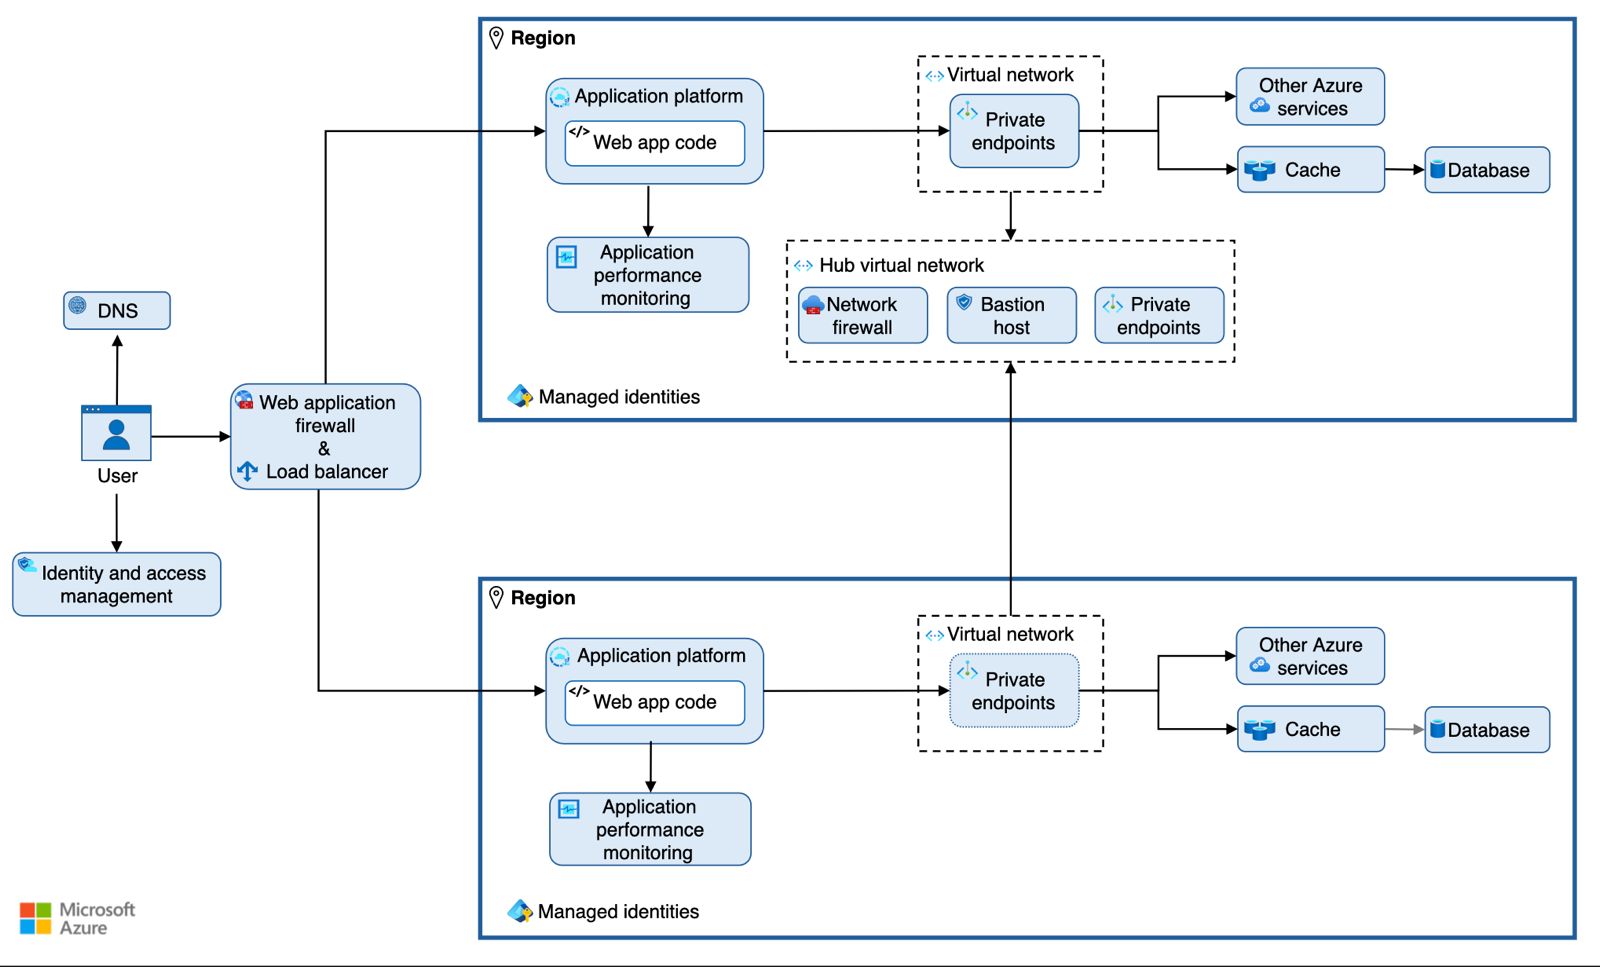 Region
Application platform
</> Web app code
Application
performance
monitoring
Virtual network
Private
endpoints
Other Azure
services
Cache
Database
Hub virtual network
Network
firewall
Bastion
host
Private
endpoints
Managed identities
DNS
User
Web application
firewall
&
Load balancer
Identity and access
management
Region
Application platform
</> Web app code
Application
performance
monitoring
Virtual network
Private
endpoints
Other Azure
services
Cache
Database
Managed identities
Microsoft
Azure